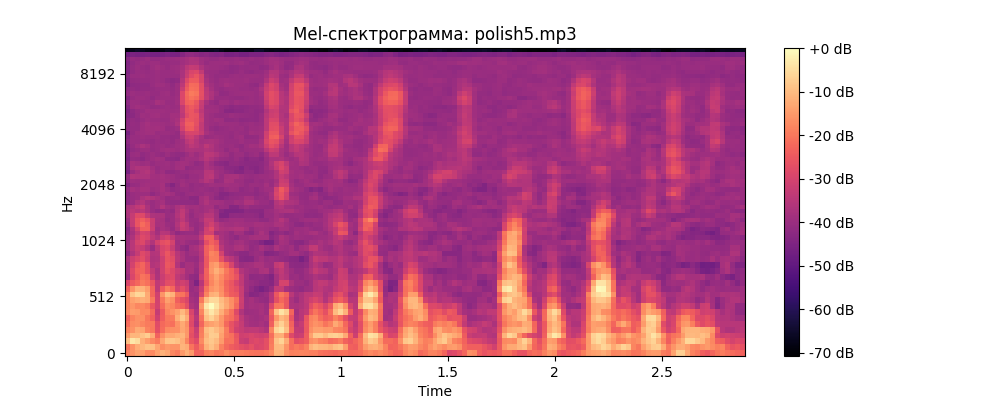 Mel-спектрограмма: polish5.mp3
Hz
8192
4096
2048
1024
512
0
0
0.5
1
1.5
2
2.5
Time
+0 dB
-10 dB
-20 dB
-30 dB
-40 dB
-50 dB
-60 dB
-70 dB